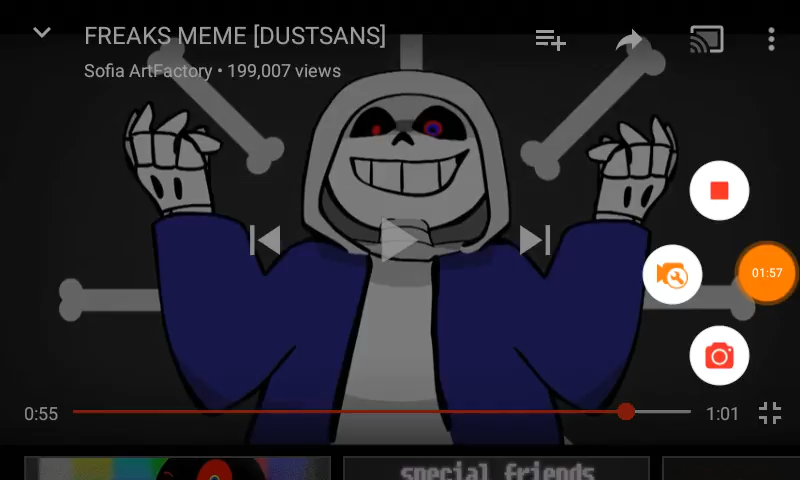 FREAKS MEME [DUSTSANS]
Sofia ArtFactory • 199,007 views
01:57
0:55
1:01
special friends